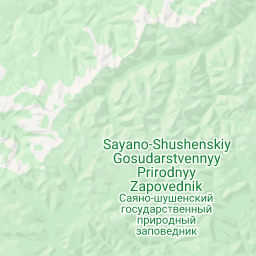 Sayano-Shushenskiy
Gosudarstvennyy
Prirodnyy
Zapovednik
Саяно-шушенский
государственный
природный
заповедник